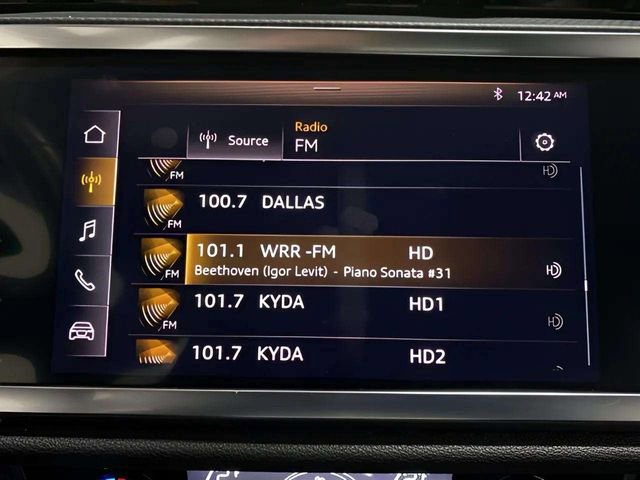 12:42 AM
Radio
Source
FM
FM
100.7 DALLAS
FM
101.1 WRR -FM HD
Beethoven (Igor Levit) - Piano Sonata #31
FM
101.7 KYDA HD1
FM
101.7 KYDA HD2